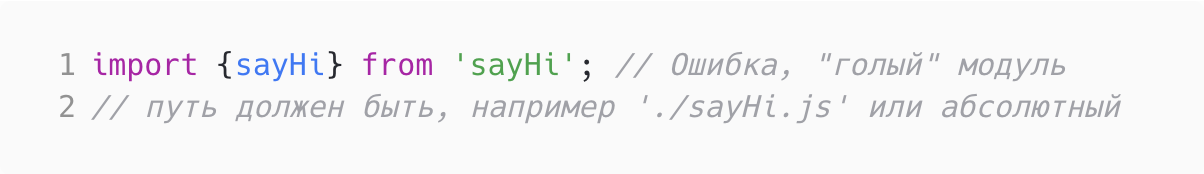 1 import {sayHi} from 'sayHi'; // Ошибка, "голый" модуль
2 // путь должен быть, например './sayHi.js' или абсолютный